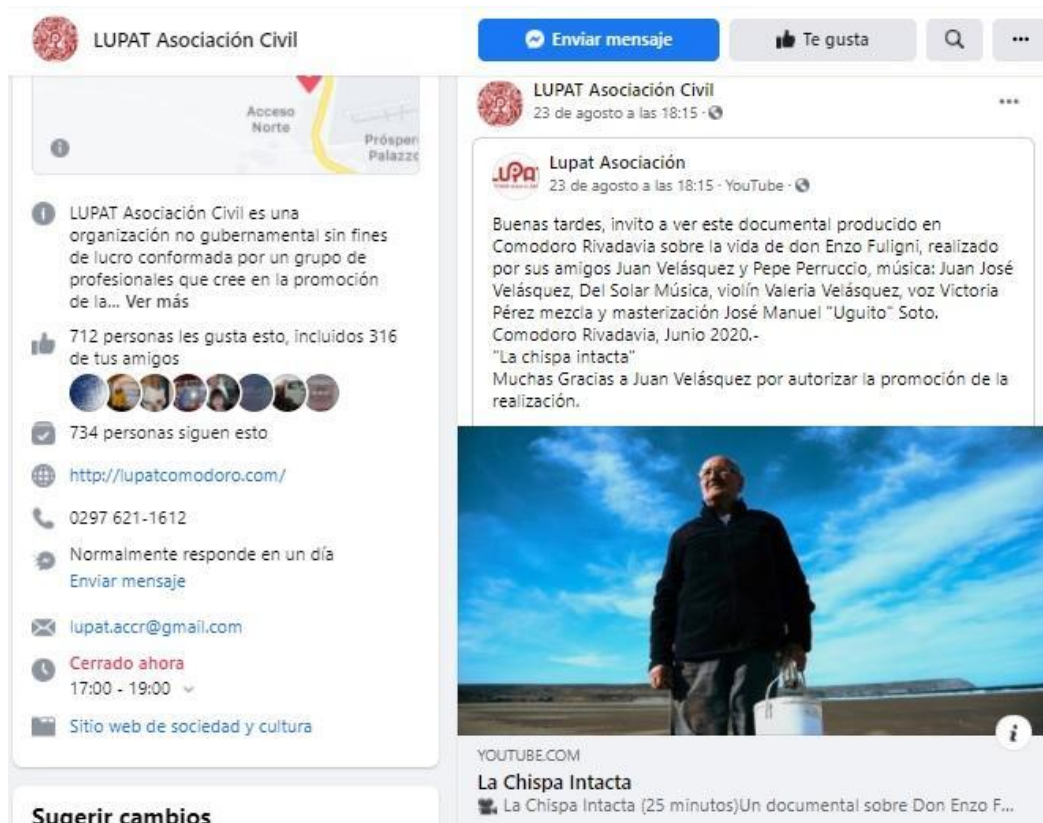 LUPAT Asociación Civil
Enviar mensaje
Te gusta
Acceso
Norte
LUPAT Asociación Civil es una
organización no gubernamental sin fines
de lucro conformada por un grupo de
profesionales que cree en la promoción
de la... Ver más
712 personas les gusta esto, incluidos 316
de tus amigos
734 personas siguen esto
http://lupatcomodoro.com/
0297 621-1612
Normalmente responde en un día
Enviar mensaje
lupat.accr@gmail.com
Cerrado ahora
17:00 - 19:00
Sitio web de sociedad y cultura
Sugerir cambios
LUPAT Asociación Civil
23 de agosto a las 18:15 ·
LUPAT
Lupat Asociación
23 de agosto a las 18:15 · YouTube ·
Buenas tardes, invito a ver este documental producido en
Comodoro Rivadavia sobre la vida de don Enzo Fuligni, realizado
por sus amigos Juan Velásquez y Pepe Perruccio, música: Juan José
Velásquez, Del Solar Música, violín Valeria Velásquez, voz Victoria
Pérez mezcla y masterización José Manuel "Uguito" Soto.
Comodoro Rivadavia, Junio 2020.-
"La chispa intacta"
Muchas Gracias a Juan Velásquez por autorizar la promoción de la
realización.
YOUTUBE.COM
La Chispa Intacta
La Chispa Intacta (25 minutos)Un documental sobre Don Enzo F...